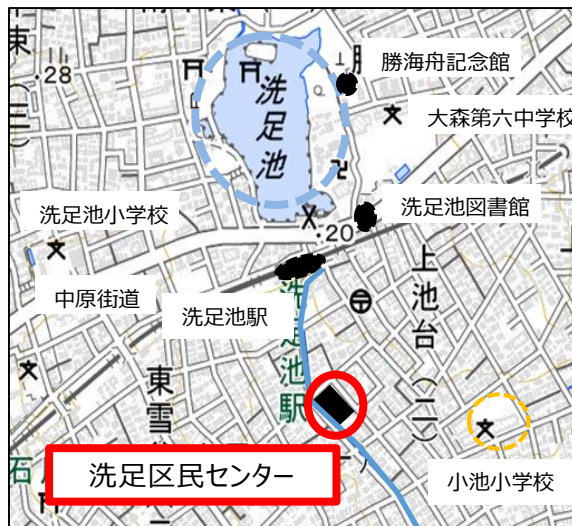 勝海舟記念館
・28
洗足池
大森第六中学校
洗足池小学校
洗足池図書館
・20
中原街道
洗足池駅
洗足池駅
上池台(二)
東雪
洗足区民センター
小池小学校
石